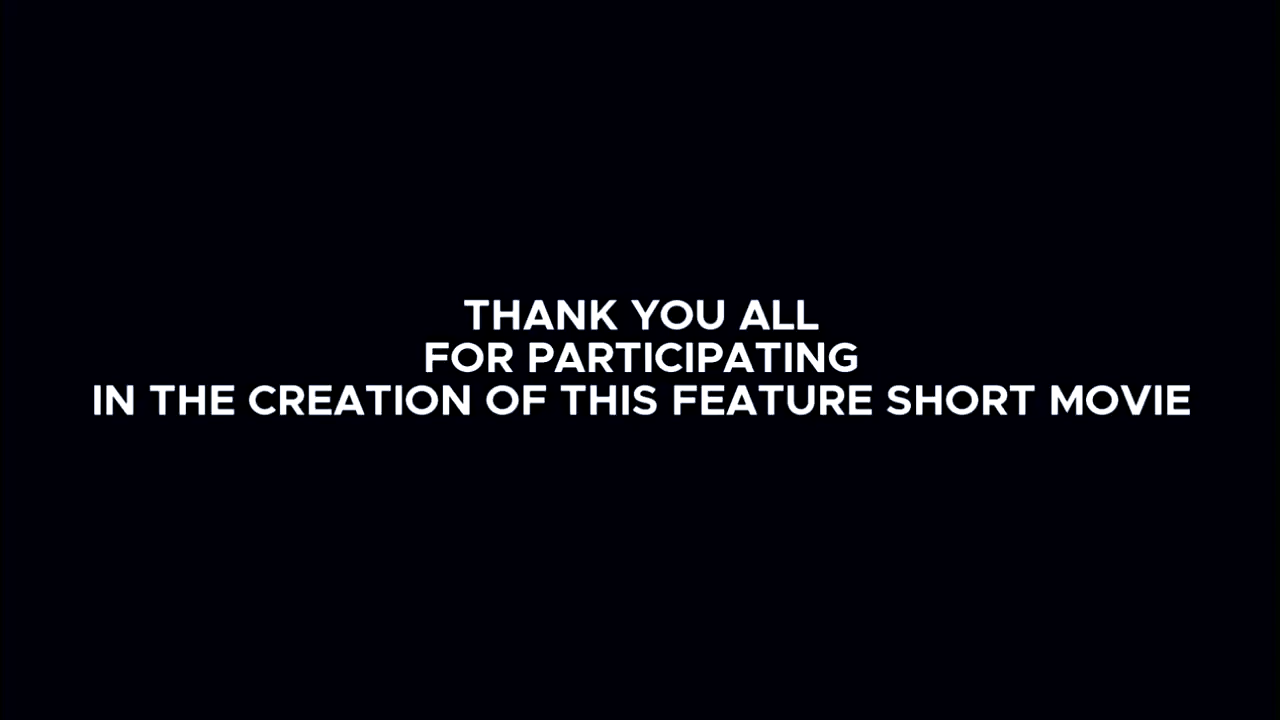 THANK YOU ALL
FOR PARTICIPATING
IN THE CREATION OF THIS FEATURE SHORT MOVIE